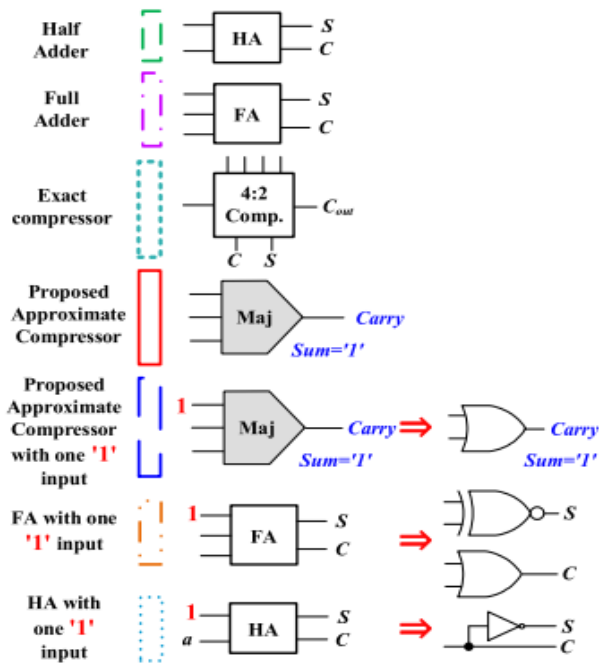 Half
Adder
HA
S
C
Full
Adder
FA
S
C
Exact
compressor
4:2
Comp.
Cout
C S
Proposed
Approximate
Compressor
Maj
Carry
Sum='1'
Proposed
Approximate
Compressor
with one '1'
input
1
Maj
Carry
Sum='1'
⇒
Carry
Sum='1'
FA with one
'1' input
1
FA
S
C
⇒
S
C
HA with
one '1'
input
1
a
HA
S
C
⇒
S
C